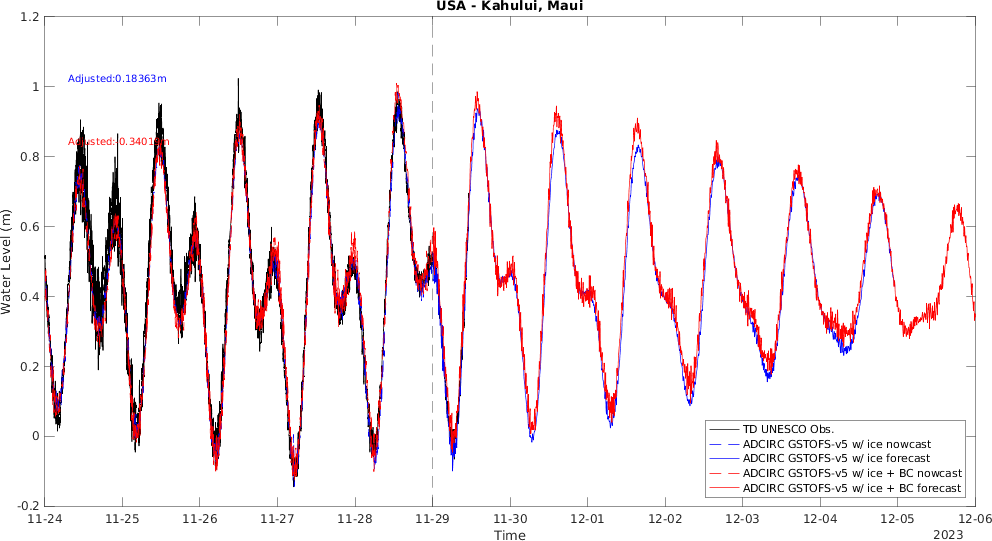 USA - Kahului, Maui
1.2
1
0.8
0.6
0.4
0.2
0
-0.2
Water Level (m)
Adjusted:0.18363m
TD UNESCO Obs.
ADCIRC GSTOFS-v5 w/ ice nowcast
ADCIRC GSTOFS-v5 w/ ice forecast
ADCIRC GSTOFS-v5 w/ ice + BC nowcast
ADCIRC GSTOFS-v5 w/ ice + BC forecast
11-24 11-25 11-26 11-27 11-28 11-29 11-30 12-01 12-02 12-03 12-04 12-05 12-06
Time
2023